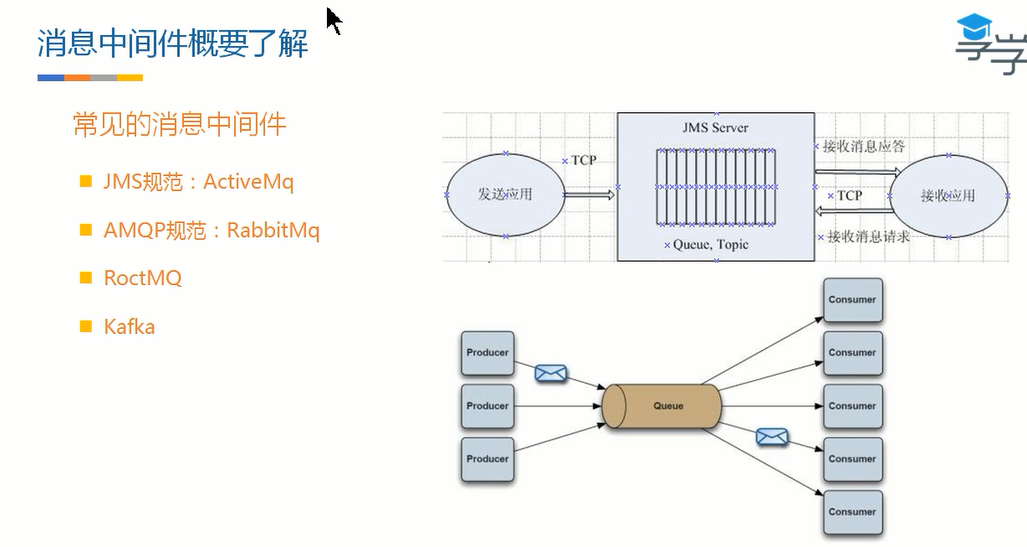 消息中间件概要了解
常见的消息中间件
JMS规范：ActiveMq
AMQP规范：RabbitMq
RoctMQ
Kafka
JMS Server
TCP
发送应用
接收消息应答
TCP
接收应用
接收消息请求
Queue, Topic
Producer
Producer
Producer
Queue
Consumer
Consumer
Consumer
Consumer
Consumer